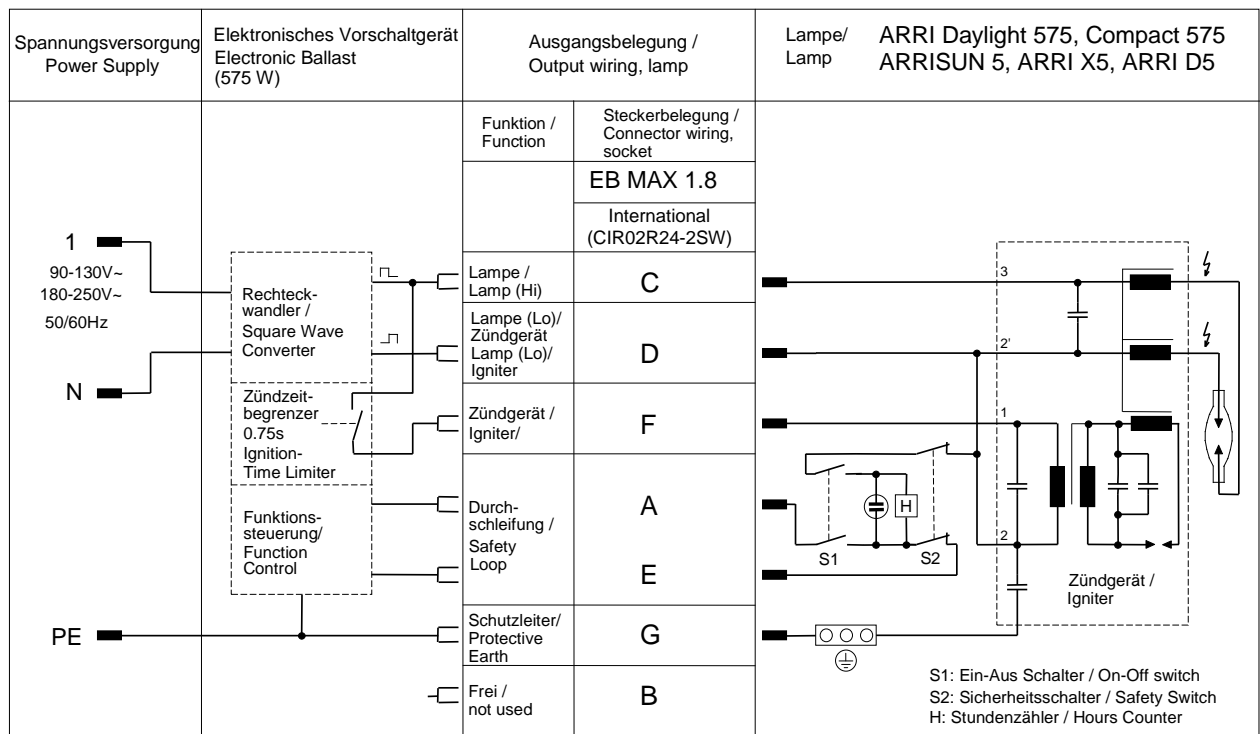 Spannungsversorgung
Power Supply
Elektronisches Vorschaltgerät
Electronic Ballast
(575 W)
Ausgangsbelegung /
Output wiring, lamp
Lampe/
Lamp
ARRI Daylight 575, Compact 575
ARRISUN 5, ARRI X5, ARRI D5
Funktion /
Function
Steckerbelegung /
Connector wiring,
socket
EB MAX 1.8
International
(CIR02R24-2SW)
1
90-130V~
180-250V~
50/60Hz
N
PE
Rechteck-
wandler /
Square Wave
Converter
Zündzeit-
begrenzer
0.75s
Ignition-
Time Limiter
Funktions-
steuerung/
Function
Control
Lampe /
Lamp (Hi)
C
Lampe (Lo)/
Zündgerät
Lamp (Lo)/
Igniter
D
Zündgerät /
Igniter/
F
Durch-
schleifung /
Safety
Loop
A
E
Schutzleiter/
Protective
Earth
G
Frei /
not used
B
3
2'
1
2
H
S1
S2
Zündgerät /
Igniter
S1: Ein-Aus Schalter / On-Off switch
S2: Sicherheitsschalter / Safety Switch
H: Stundenzähler / Hours Counter